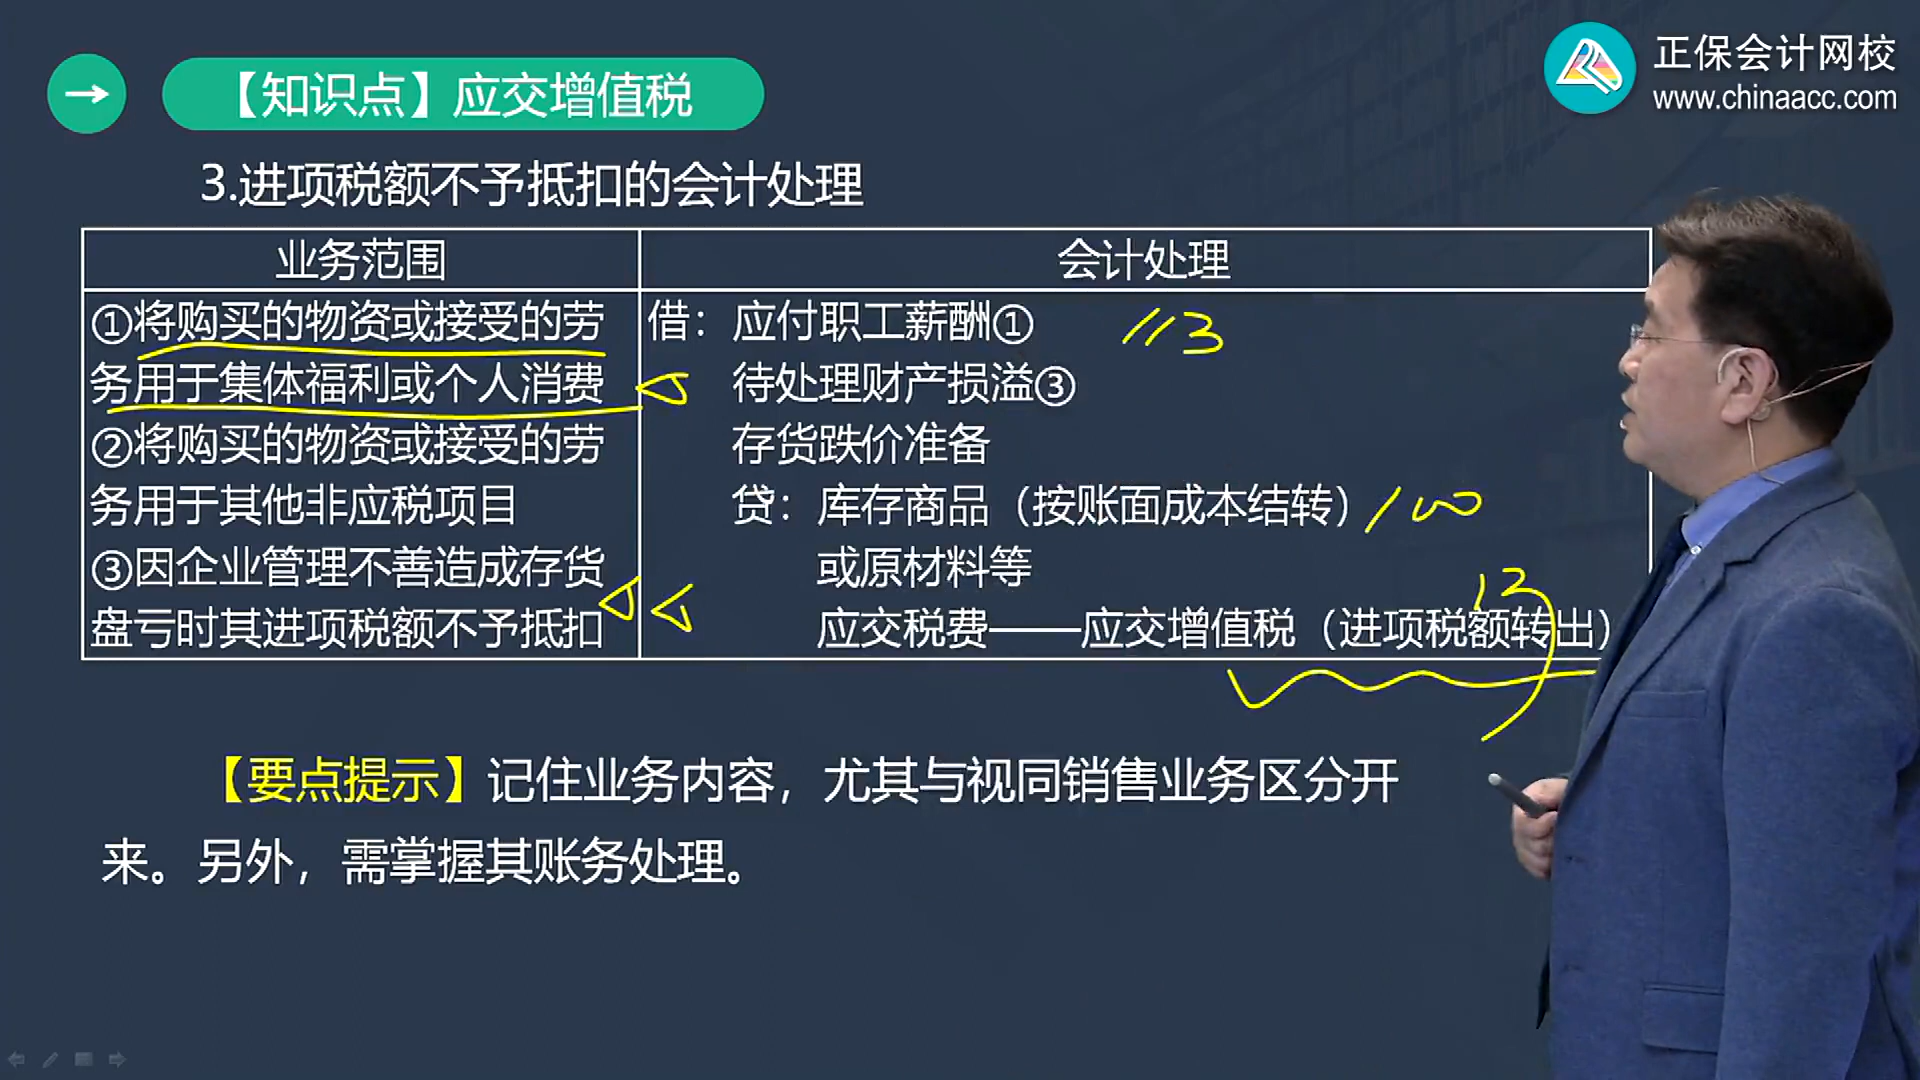 【知识点】应交增值税
正保会计网校
www.chinaacc.com
3.进项税额不予抵扣的会计处理
业务范围
会计处理
①将购买的物资或接受的劳
务用于集体福利或个人消费
②将购买的物资或接受的劳
务用于其他非应税项目
③因企业管理不善造成存货
盘亏时其进项税额不予抵扣
借：应付职工薪酬① 113
待处理财产损溢③
存货跌价准备
贷：库存商品（按账面成本结转） 100
或原材料等
13
应交税费——应交增值税（进项税额转出）
【要点提示】记住业务内容，尤其与视同销售业务区分开
来。另外，需掌握其账务处理。